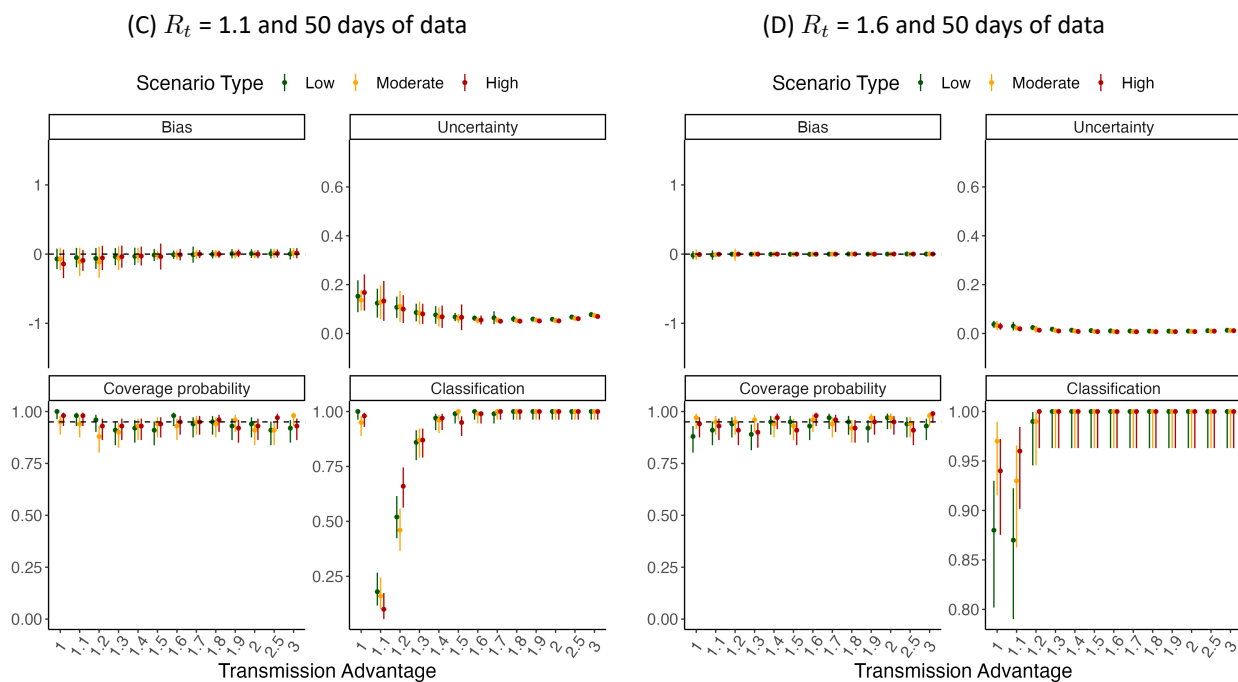 (C) R_t = 1.1 and 50 days of data
Scenario Type Low Moderate High
Bias
Uncertainty
1
0
-1
0.6
0.4
0.2
0.0
Coverage probability
Classification
1.00
0.75
0.50
0.25
0.00
1.00
0.75
0.50
0.25
1 1.1 1.2 1.3 1.4 1.5 1.6 1.7 1.8 1.9 2 2.5 3
1 1.1 1.2 1.3 1.4 1.5 1.6 1.7 1.8 1.9 2 2.5 3
Transmission Advantage
(D) R_t = 1.6 and 50 days of data
Scenario Type Low Moderate High
Bias
Uncertainty
1
0
-1
0.6
0.4
0.2
0.0
Coverage probability
Classification
1.00
0.75
0.50
0.25
0.00
1.00
0.95
0.90
0.85
0.80
1 1.1 1.2 1.3 1.4 1.5 1.6 1.7 1.8 1.9 2 2.5 3
1 1.1 1.2 1.3 1.4 1.5 1.6 1.7 1.8 1.9 2 2.5 3
Transmission Advantage